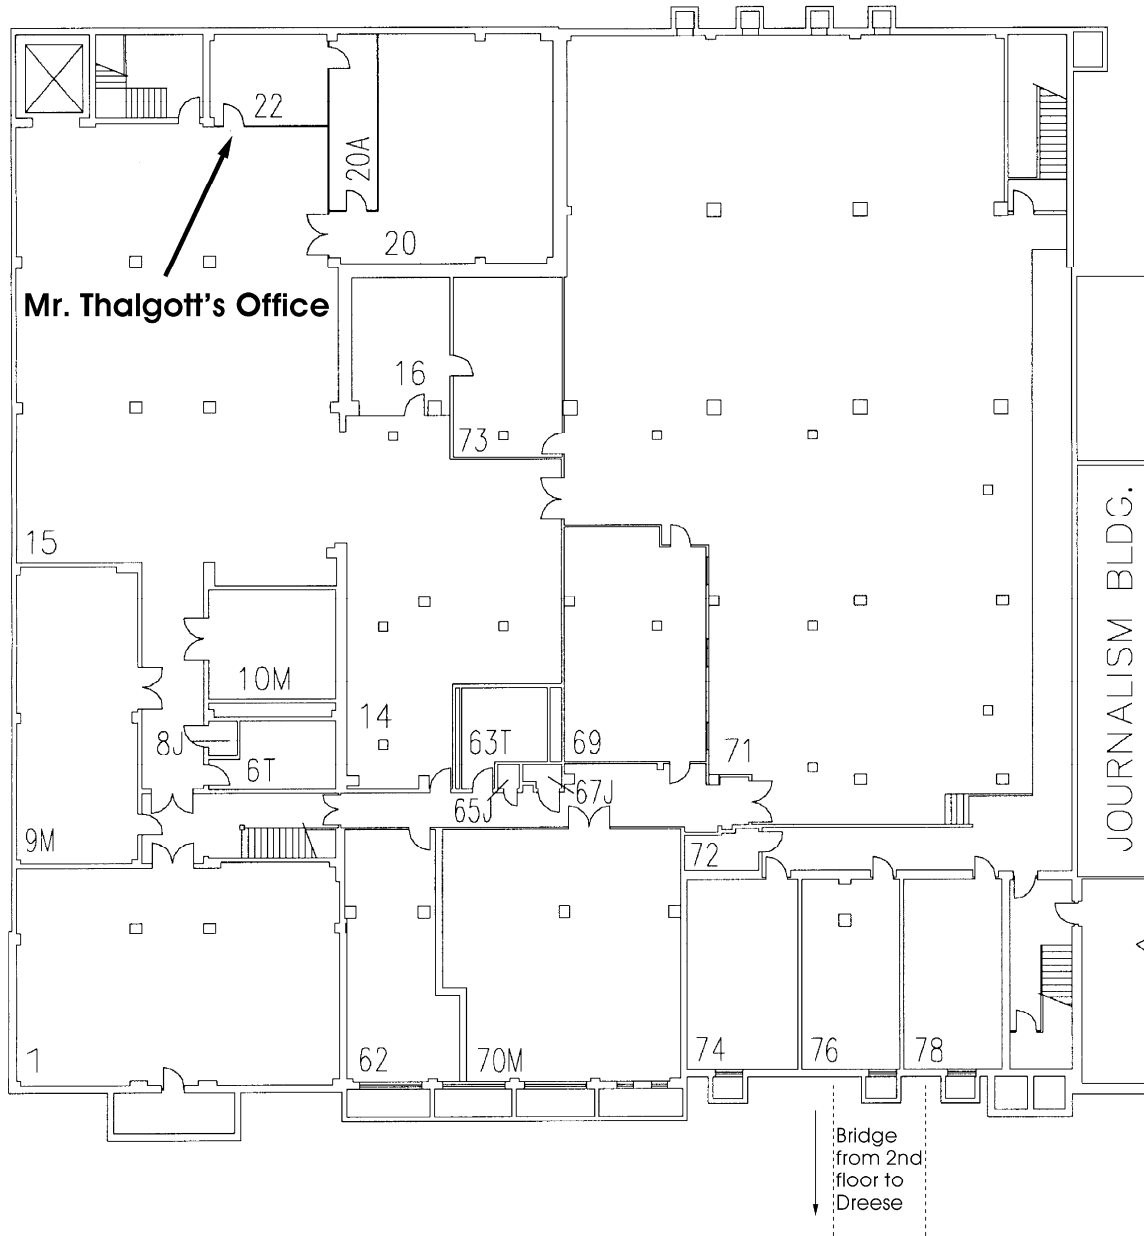 22
20A
20
Mr. Thalgott's Office
16
73
15
JOURNALISM BLDG.
10M
14
8J
6T
63T
69
71
65J
67J
9M
72
1
62
70M
74
76
78
Bridge
from 2nd
floor to
Dreese